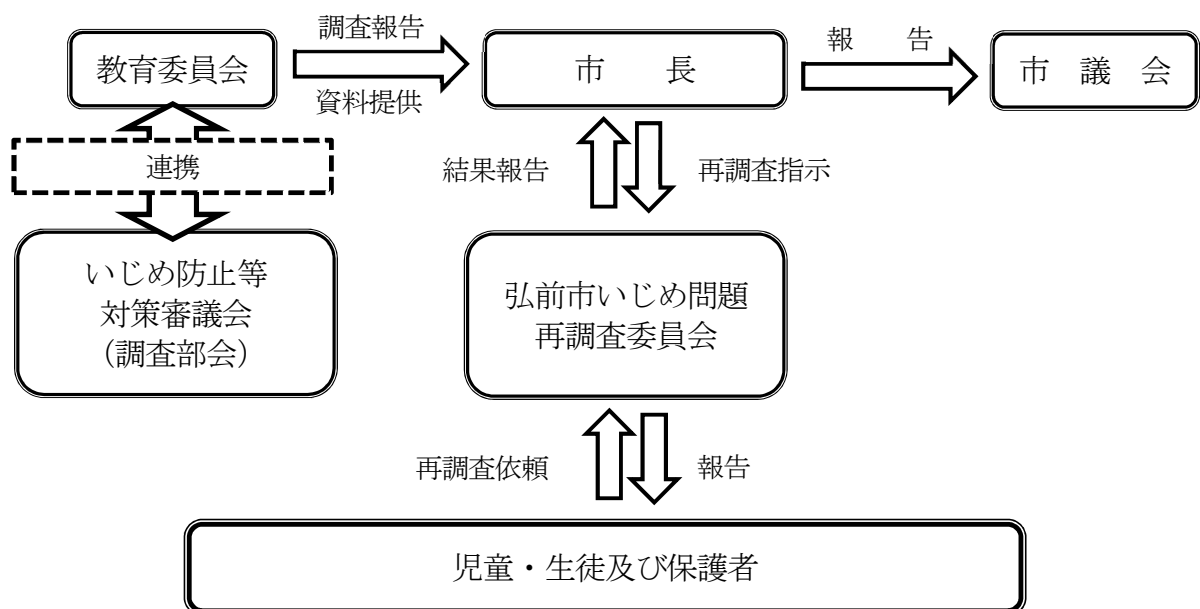 調査報告
教育委員会
市　　長
報　　告
市　議　会
資料提供
連携
結果報告
再調査指示
いじめ防止等
対策審議会
（調査部会）
弘前市いじめ問題
再調査委員会
再調査依頼
報告
児童・生徒及び保護者